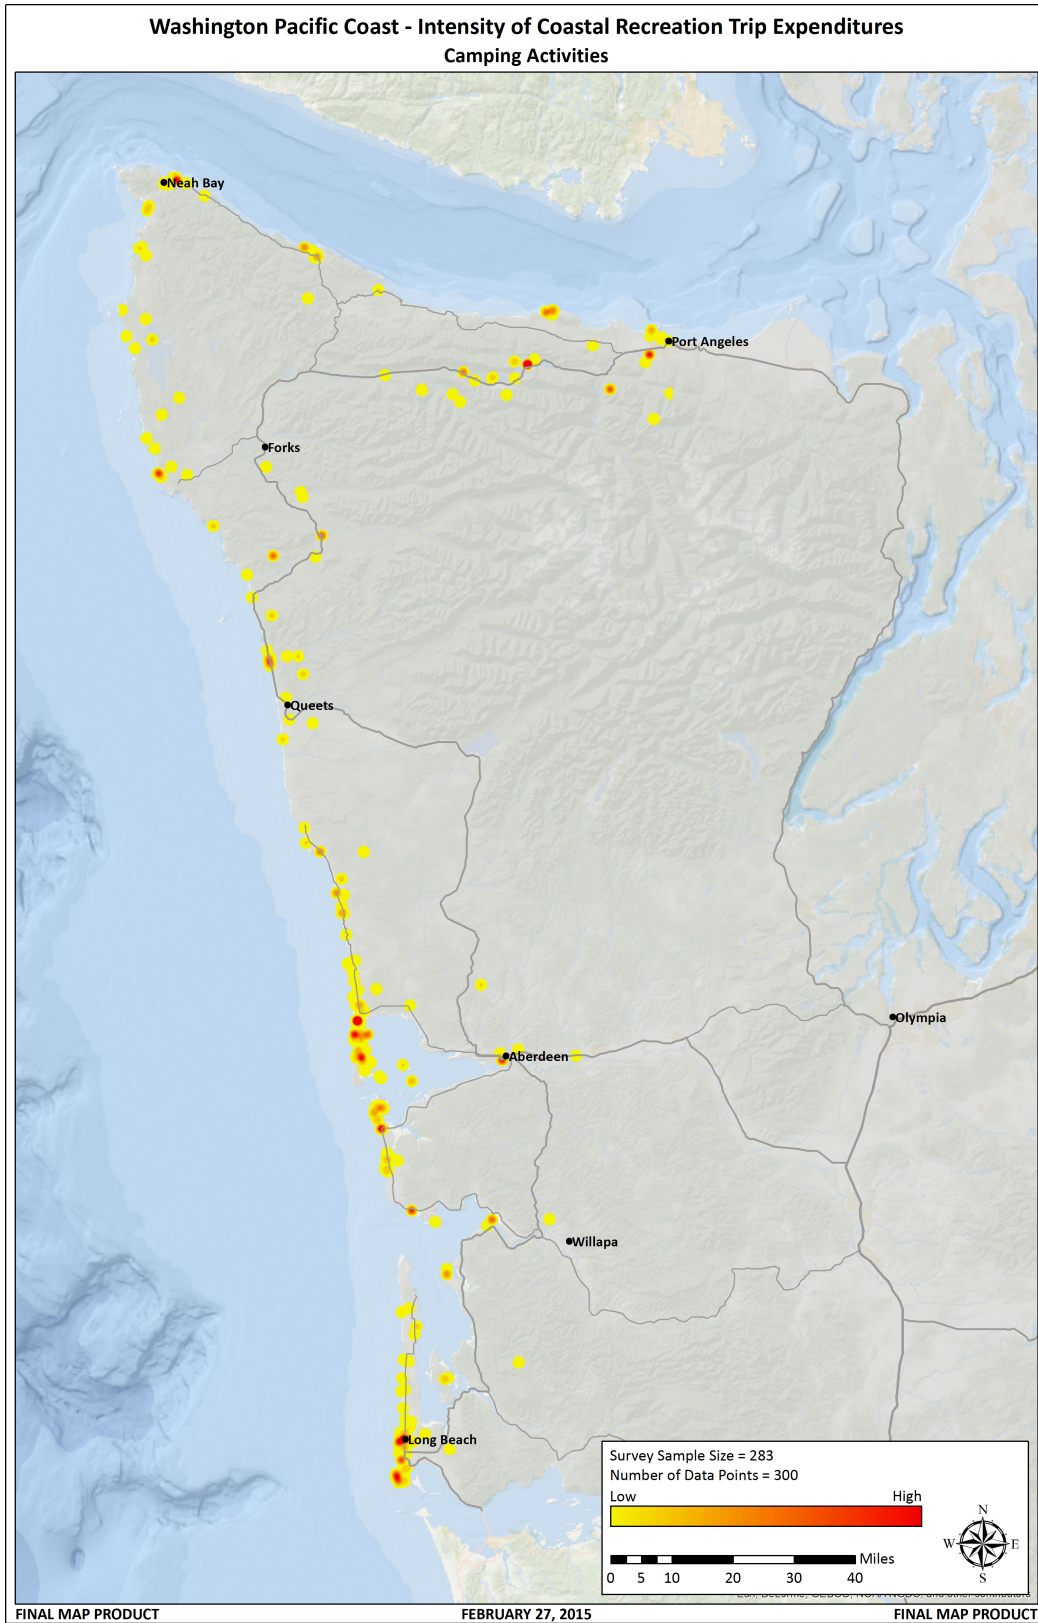 Washington Pacific Coast - Intensity of Coastal Recreation Trip Expenditures
Camping Activities
Neah Bay
Port Angeles
Forks
Queets
Olympia
Aberdeen
Willapa
Long Beach
Survey Sample Size = 283
Number of Data Points = 300
Low High
Miles
0 5 10 20 30 40
N
W E
S
FINAL MAP PRODUCT FEBRUARY 27, 2015 FINAL MAP PRODUCT